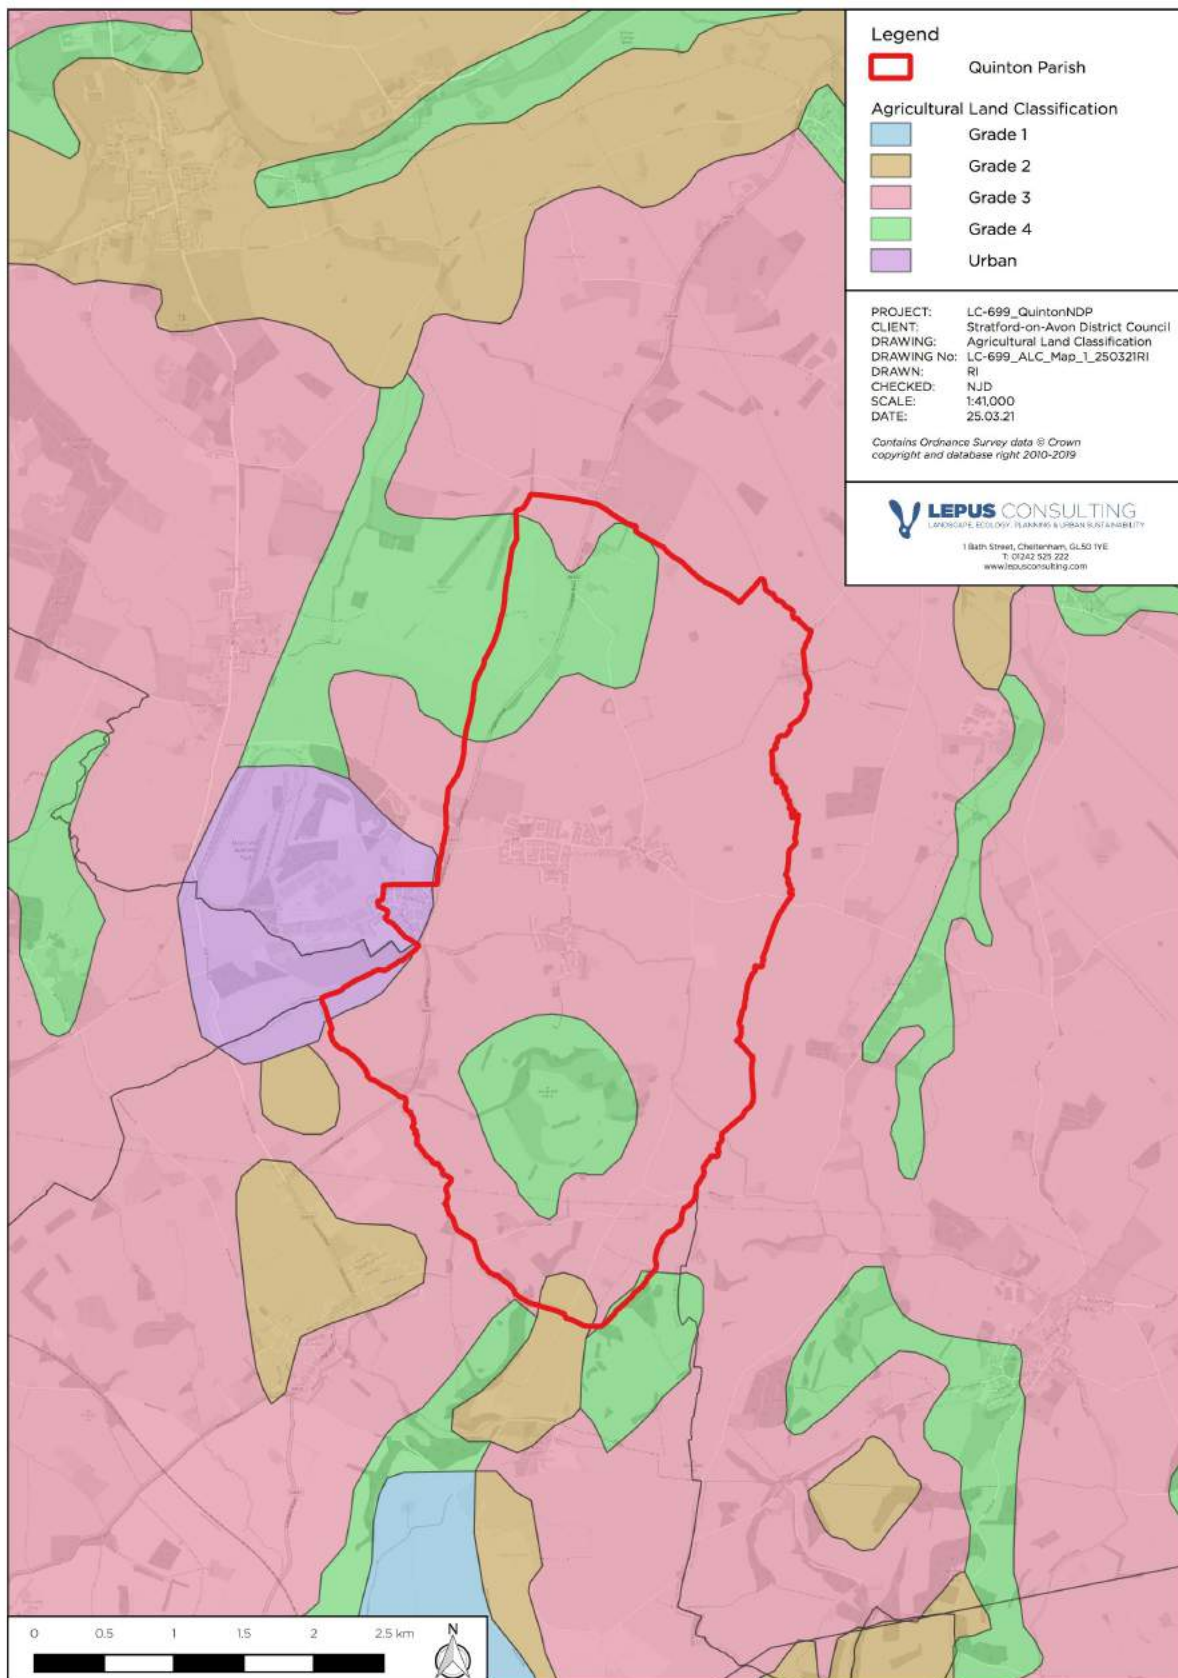 Legend
Quinton Parish
Agricultural Land Classification
Grade 1
Grade 2
Grade 3
Grade 4
Urban
PROJECT: LC-699_QuintonNDP
CLIENT: Stratford-on-Avon District Council
DRAWING: Agricultural Land Classification
DRAWING No: LC-699_ALC_Map_1_250321RI
DRAWN: RI
CHECKED: NJD
SCALE: 1:41,000
DATE: 25.03.21
Contains Ordnance Survey data © Crown
copyright and database right 2010-2019
LEPUS CONSULTING
LANDSCAPE, ECOLOGY, PLANNING & URBAN SUSTAINABILITY
1 Bath Street, Cheltenham, GL50 1YE
T: 01242 525 222
www.lepusconsulting.com
0 0.5 1 1.5 2 2.5 km
N